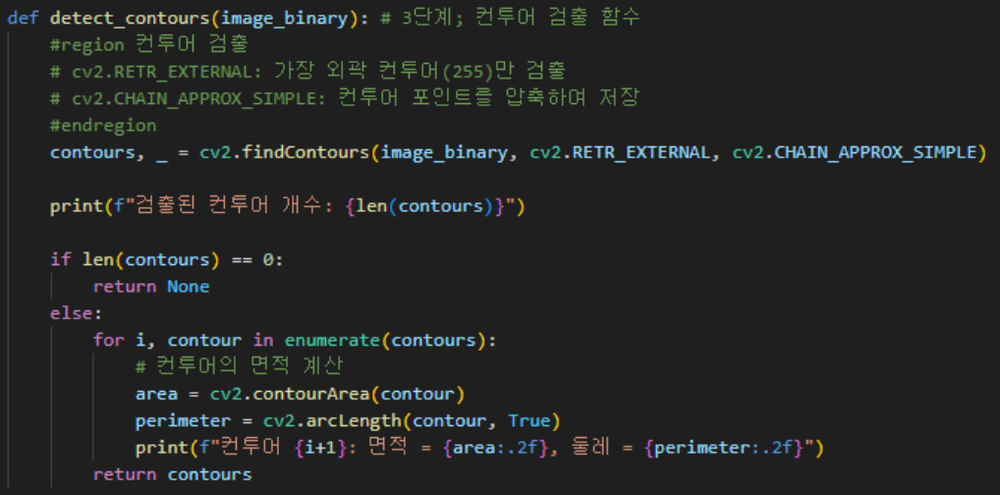 def detect_contours(image_binary): # 3단계; 컨투어 검출 함수
    #region 컨투어 검출
    # cv2.RETR_EXTERNAL: 가장 외곽 컨투어(255)만 검출
    # cv2.CHAIN_APPROX_SIMPLE: 컨투어 포인트를 압축하여 저장
    #endregion
    contours, _ = cv2.findContours(image_binary, cv2.RETR_EXTERNAL, cv2.CHAIN_APPROX_SIMPLE)
    print(f"검출된 컨투어 개수: {len(contours)}")
    if len(contours) == 0:
        return None
    else:
        for i, contour in enumerate(contours):
            # 컨투어의 면적 계산
            area = cv2.contourArea(contour)
            perimeter = cv2.arcLength(contour, True)
            print(f"컨투어 {i+1}: 면적 = {area:.2f}, 둘레 = {perimeter:.2f}")
        return contours